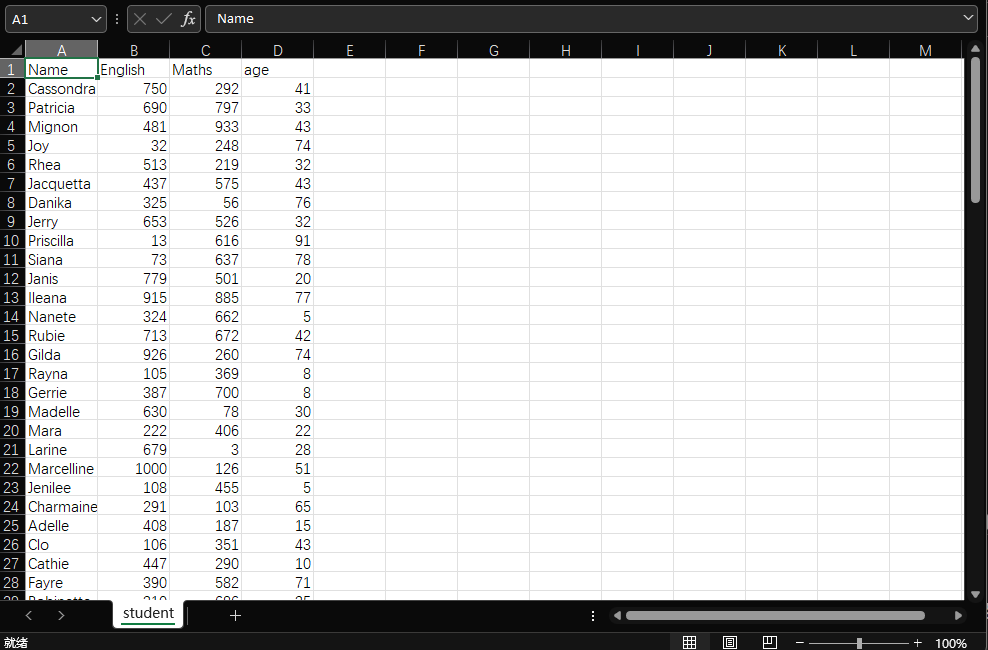 A1 fx Name
A B C D E F G H I J K L M
1 Name English Maths age
2 Cassondra 750 292 41
3 Patricia 690 797 33
4 Mignon 481 933 43
5 Joy 32 248 74
6 Rhea 513 219 32
7 Jacquetta 437 575 43
8 Danika 325 56 76
9 Jerry 653 526 32
10 Priscilla 13 616 91
11 Siana 73 637 78
12 Janis 779 501 20
13 Ileana 915 885 77
14 Nanete 324 662 5
15 Rubie 713 672 42
16 Gilda 926 260 74
17 Rayna 105 369 8
18 Gerrie 387 700 8
19 Madelle 630 78 30
20 Mara 222 406 22
21 Larine 679 3 28
22 Marcelline 1000 126 51
23 Jenilee 108 455 5
24 Charmaine 291 103 65
25 Adelle 408 187 15
26 Clo 106 351 43
27 Cathie 447 290 10
28 Fayre 390 582 71
student
就绪 100%